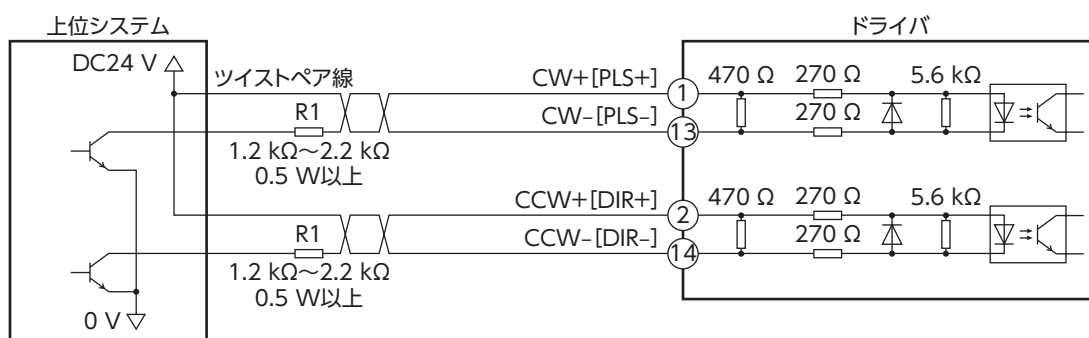 上位システム
ドライバ
DC24 V
ツイストペア線
CW+[PLS+]
1
470 Ω
270 Ω
5.6 kΩ
R1
CW-[PLS-]
13
270 Ω
1.2 kΩ～2.2 kΩ
0.5 W以上
CCW+[DIR+]
2
470 Ω
270 Ω
5.6 kΩ
R1
CCW-[DIR-]
14
270 Ω
1.2 kΩ～2.2 kΩ
0.5 W以上
0 V